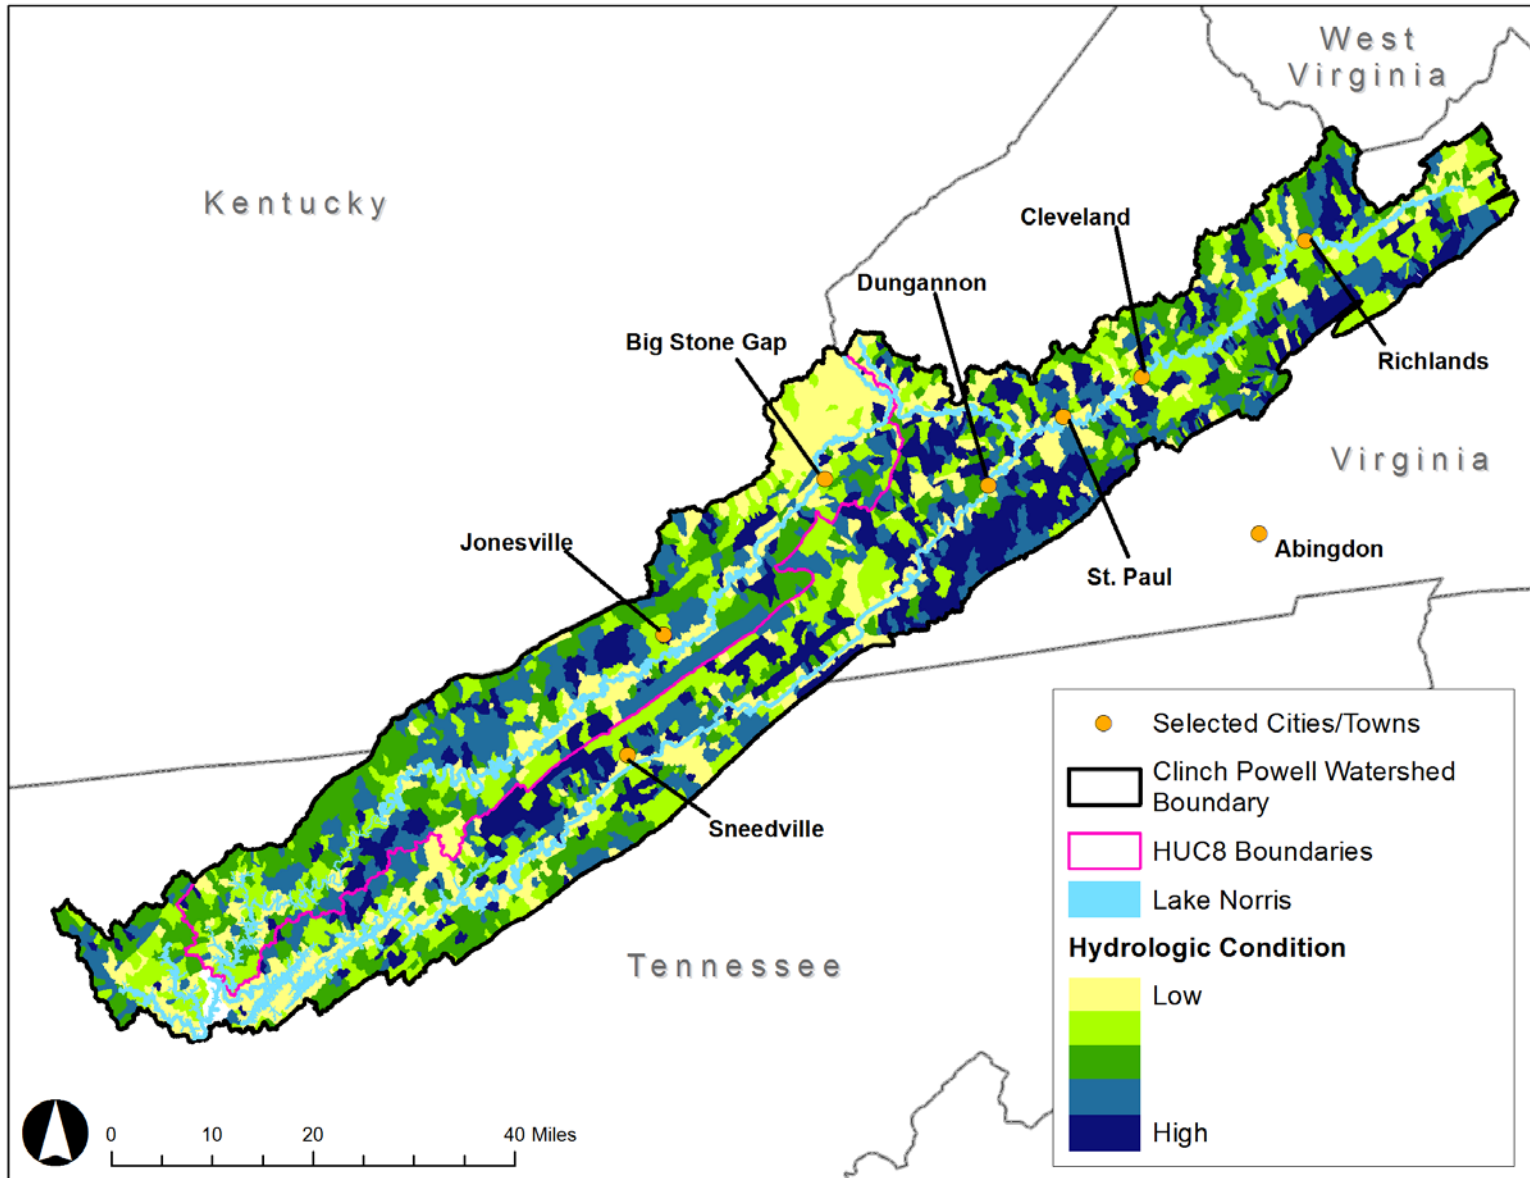 West
Virginia
Kentucky
Cleveland
Dungannon
Big Stone Gap
Richlands
Virginia
Jonesville
Abingdon
St. Paul
Sneedville
Tennessee
Selected Cities/Towns
Clinch Powell Watershed
Boundary
HUC8 Boundaries
Lake Norris
Hydrologic Condition
Low
High
0 10 20 40 Miles